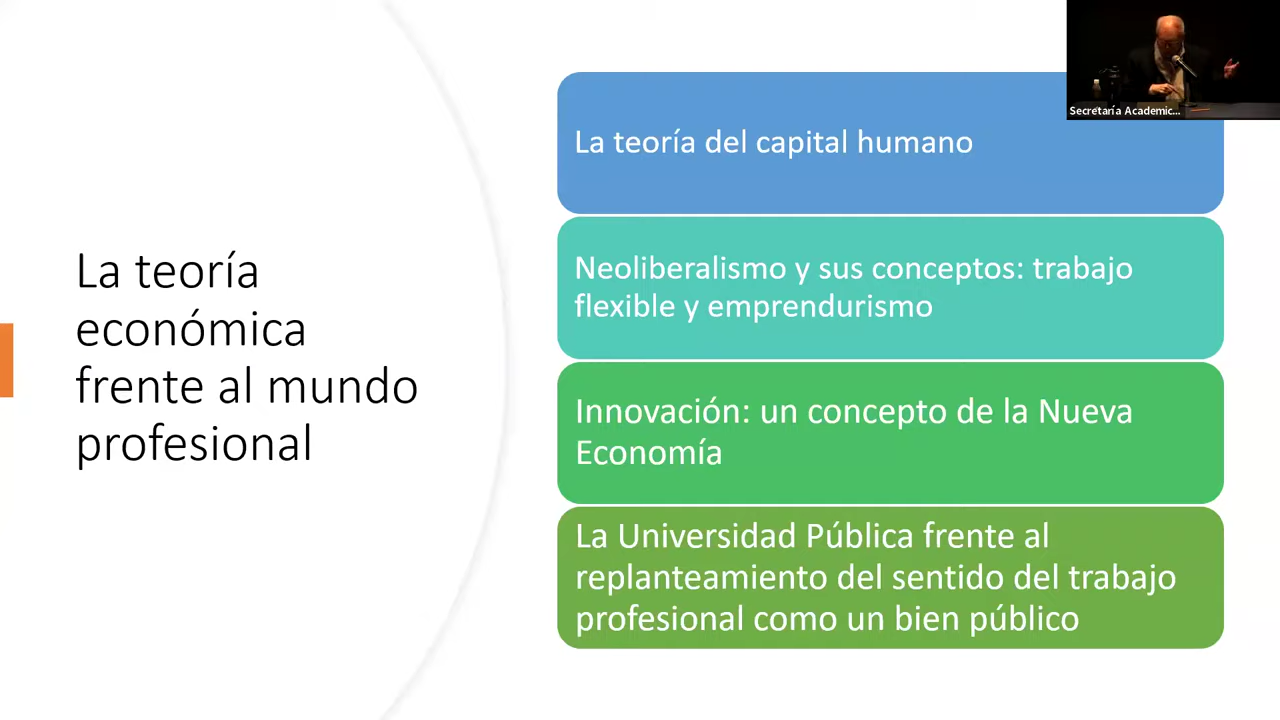 La teoría
económica
frente al mundo
profesional
La teoría del capital humano
Neoliberalismo y sus conceptos: trabajo
flexible y emprendurismo
Innovación: un concepto de la Nueva
Economía
La Universidad Pública frente al
replanteamiento del sentido del trabajo
profesional como un bien público
Secretaría Academic...